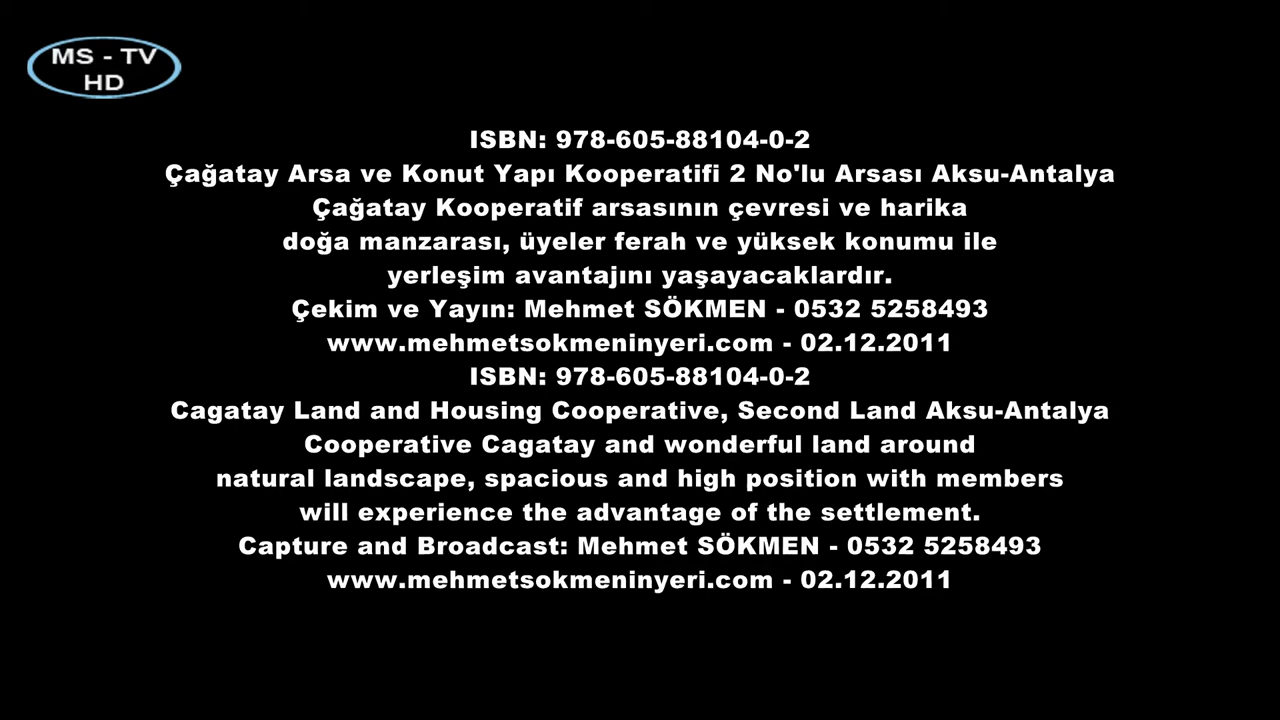 MS - TV
HD
ISBN: 978-605-88104-0-2
Çağatay Arsa ve Konut Yapı Kooperatifi 2 No'lu Arsası Aksu-Antalya
Çağatay Kooperatif arsasının çevresi ve harika
doğa manzarası, üyeler ferah ve yüksek konumu ile
yerleşim avantajını yaşayacaklardır.
Çekim ve Yayın: Mehmet SÖKMEN - 0532 5258493
www.mehmetsokmeninyeri.com - 02.12.2011
ISBN: 978-605-88104-0-2
Cagatay Land and Housing Cooperative, Second Land Aksu-Antalya
Cooperative Cagatay and wonderful land around
natural landscape, spacious and high position with members
will experience the advantage of the settlement.
Capture and Broadcast: Mehmet SÖKMEN - 0532 5258493
www.mehmetsokmeninyeri.com - 02.12.2011